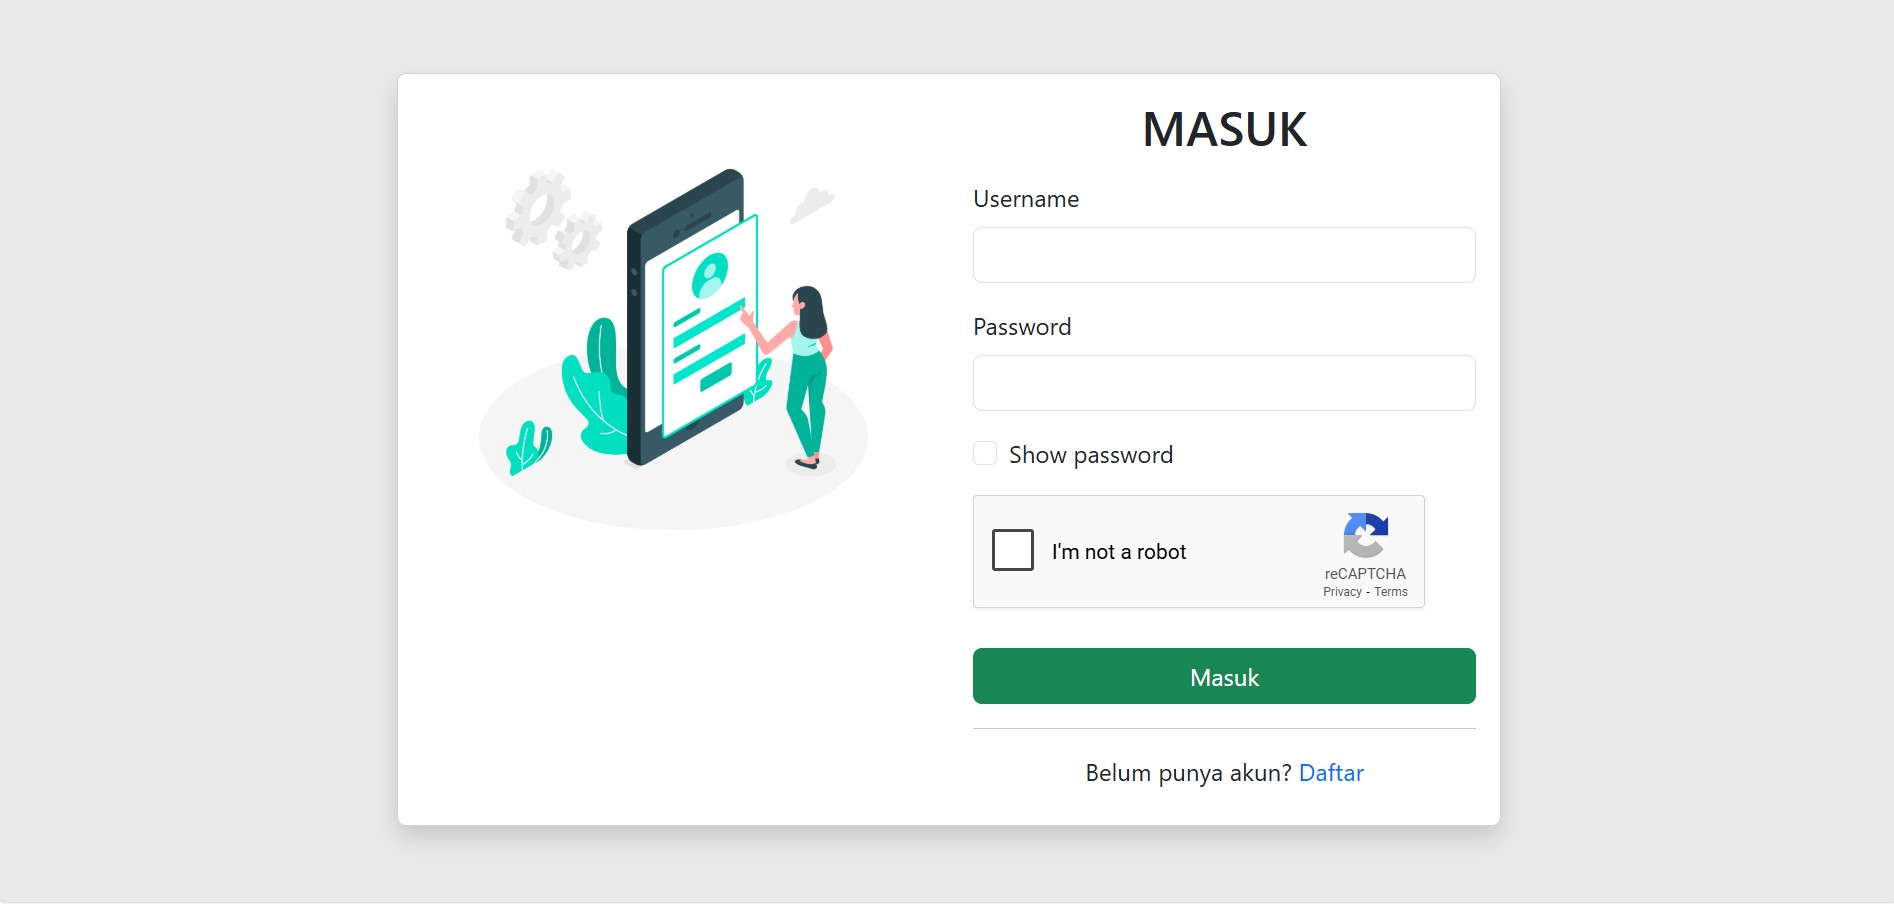 MASUK
Username
Password
Show password
I'm not a robot
reCAPTCHA
Privacy - Terms
Masuk
Belum punya akun? Daftar